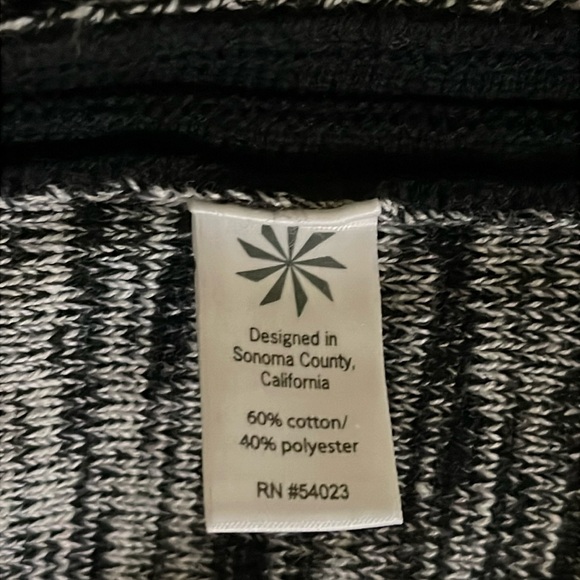 Designed in
Sonoma County,
California
60% cotton/
40% polyester
RN #54023